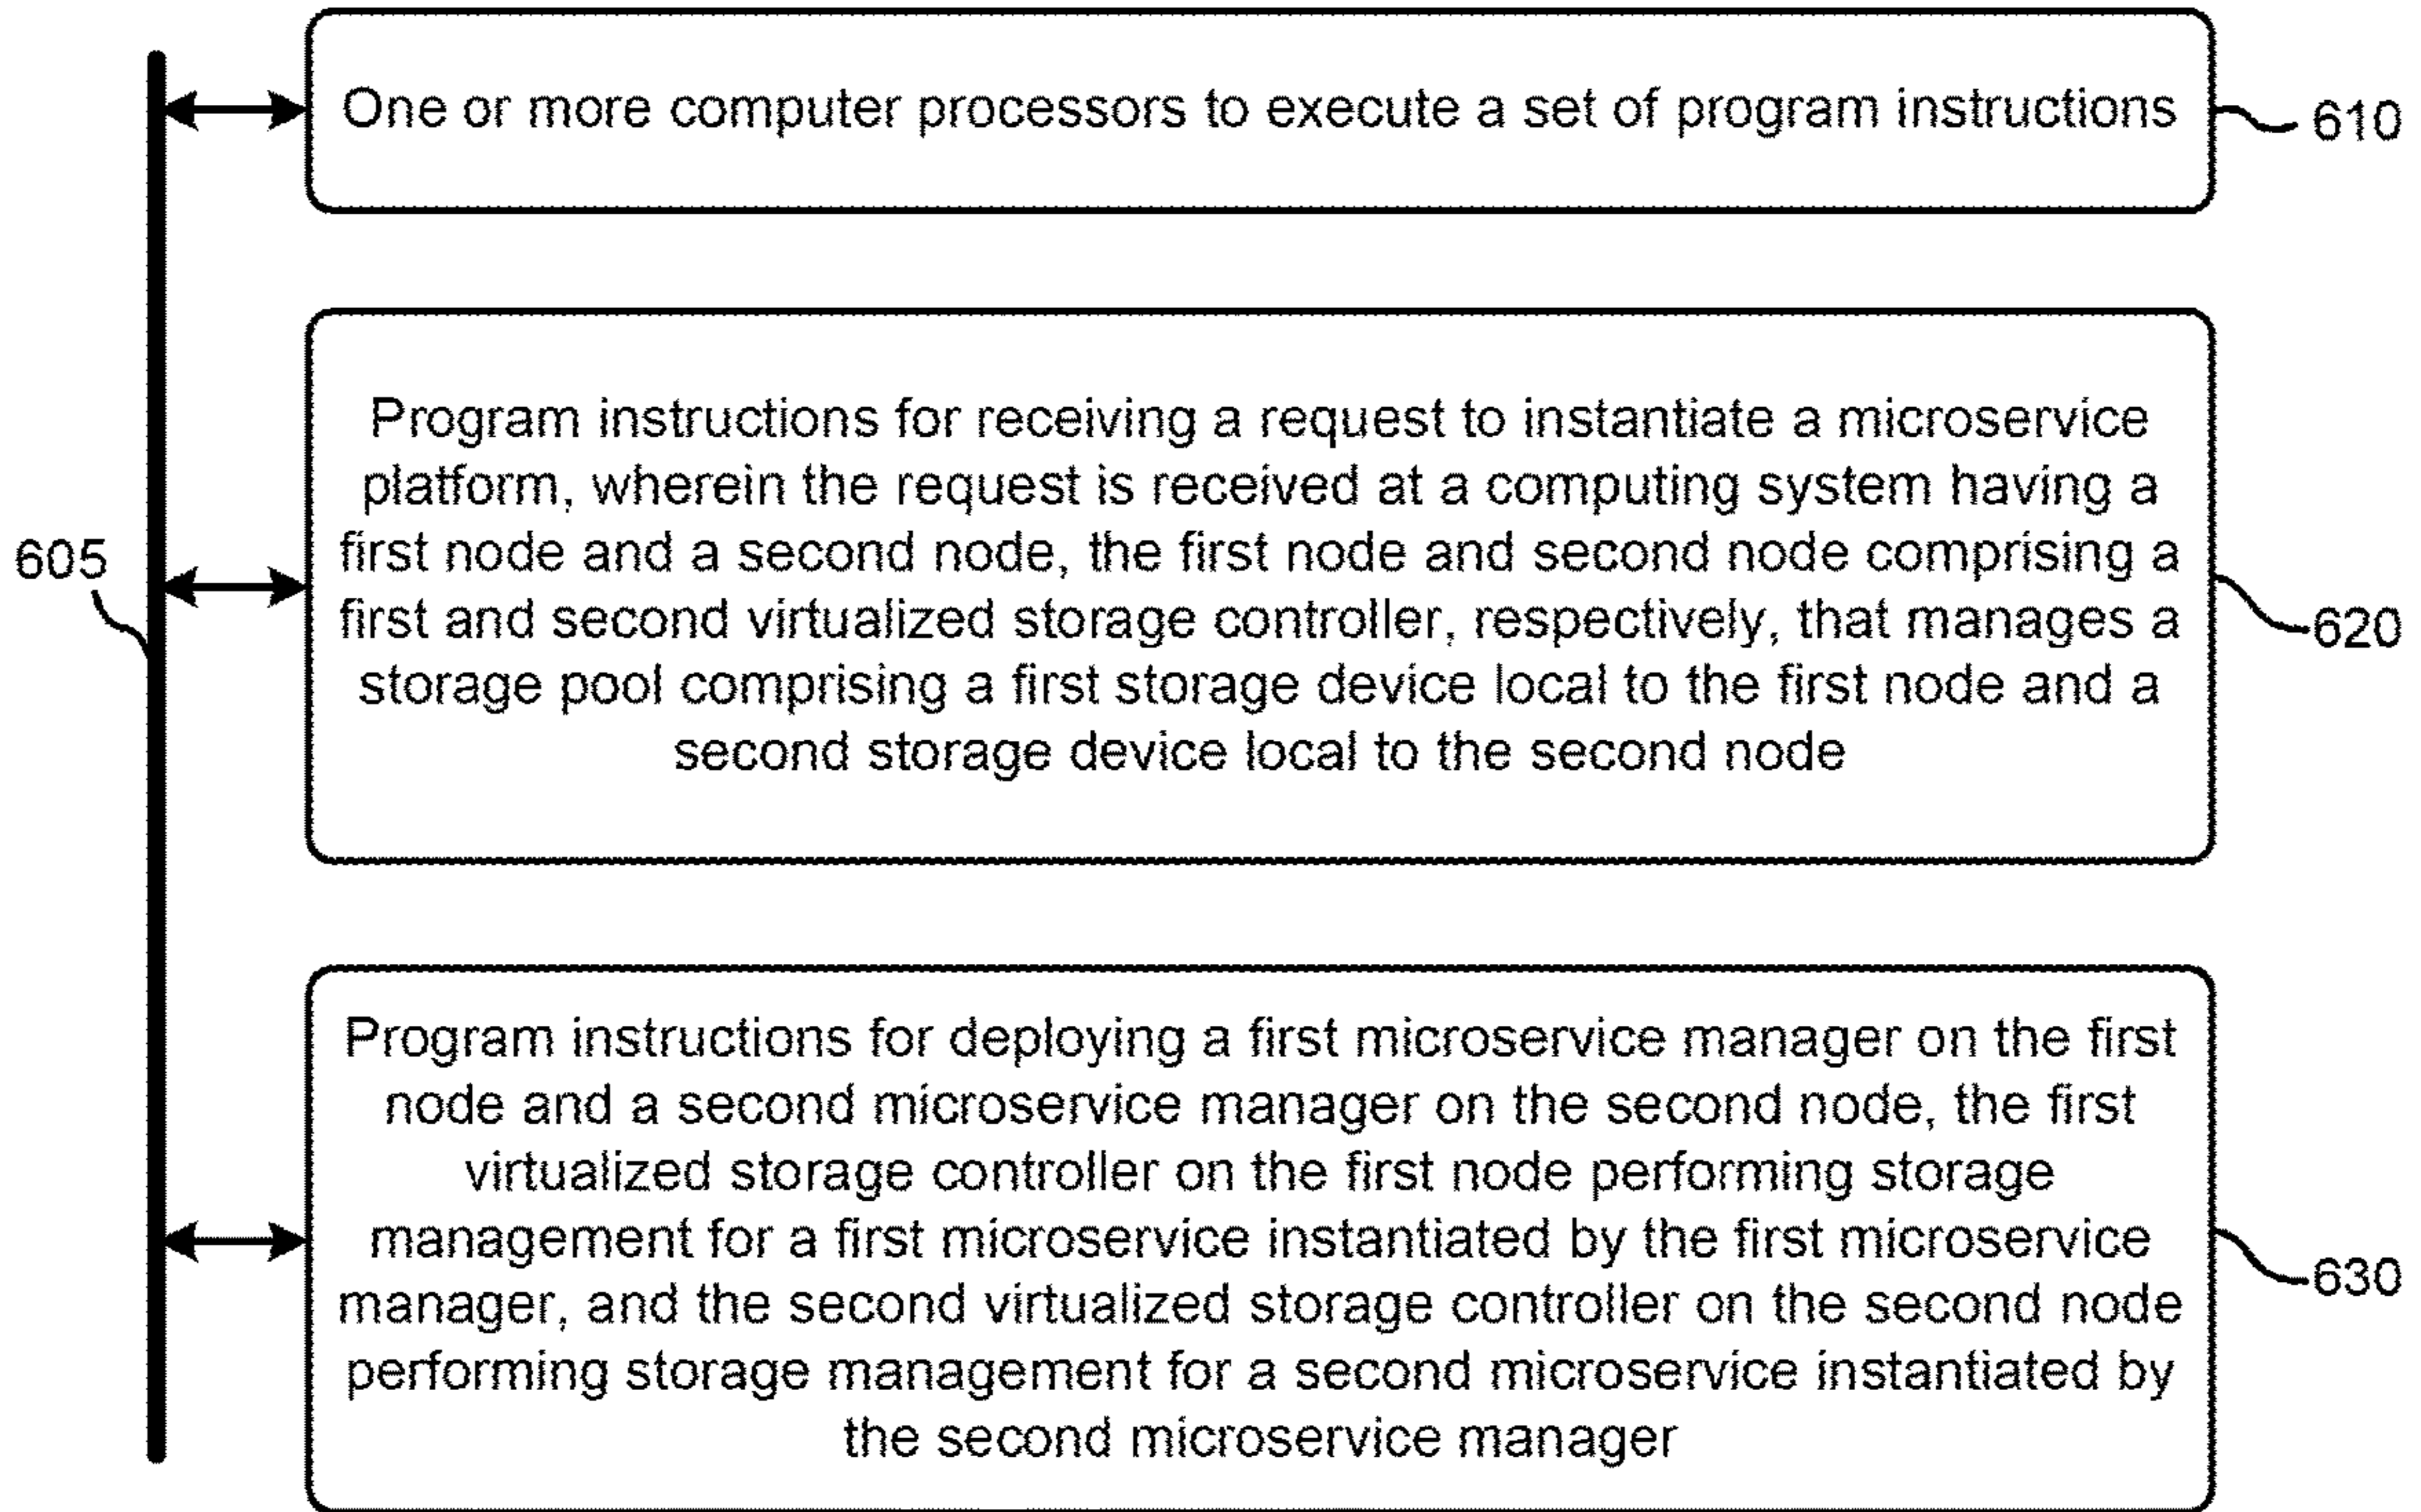 One or more computer processors to execute a set of program instructions
610
Program instructions for receiving a request to instantiate a microservice
platform, wherein the request is received at a computing system having a
first node and a second node, the first node and second node comprising a
first and second virtualized storage controller, respectively, that manages a
storage pool comprising a first storage device local to the first node and a
second storage device local to the second node
605
620
Program instructions for deploying a first microservice manager on the first
node and a second microservice manager on the second node, the first
virtualized storage controller on the first node performing storage
management for a first microservice instantiated by the first microservice
manager, and the second virtualized storage controller on the second node
performing storage management for a second microservice instantiated by
the second microservice manager
630